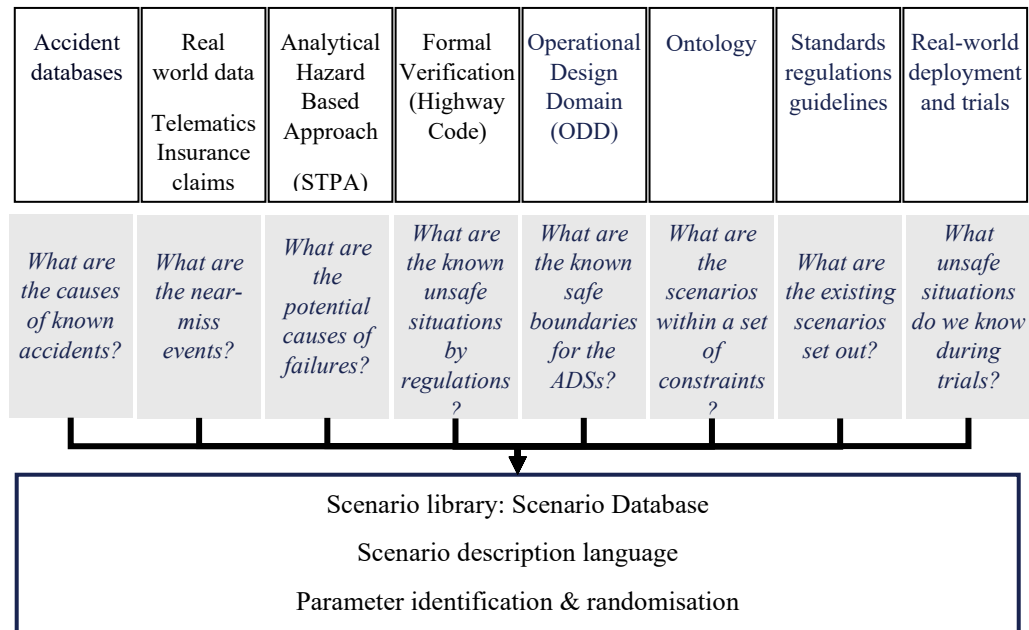 Accident
databases
Real
world data
Telematics
Insurance
claims
Analytical
Hazard
Based
Approach
(STPA)
Formal
Verification
(Highway
Code)
Operational
Design
Domain
(ODD)
Ontology
Standards
regulations
guidelines
Real-world
deployment
and trials
What are
the causes
of known
accidents?
What are
the near-
miss
events?
What are
the
potential
causes of
failures?
What are
the known
unsafe
situations
by
regulations
?
What are
the known
safe
boundaries
for the
ADSs?
What are
the
scenarios
within a set
of
constraints
?
What are
the existing
scenarios
set out?
What
unsafe
situations
do we know
during
trials?
Scenario library: Scenario Database
Scenario description language
Parameter identification & randomisation